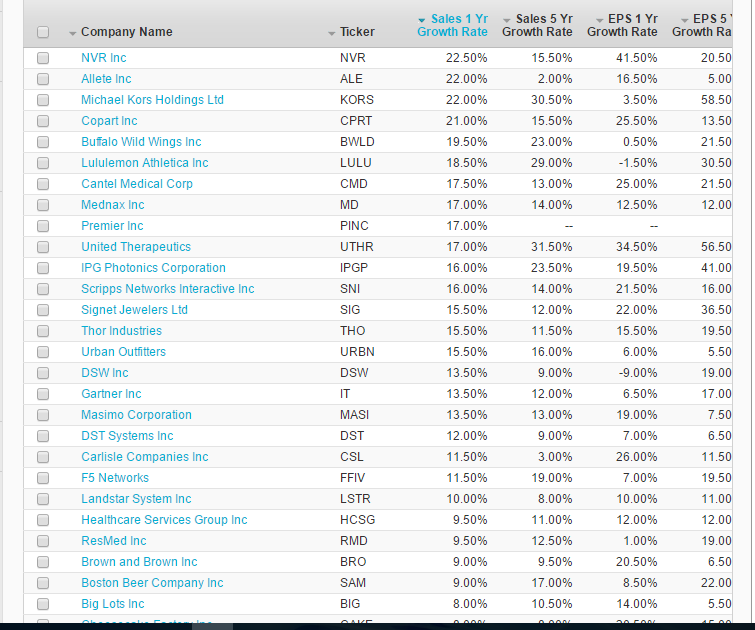 Company Name Ticker Sales 1 Yr Growth Rate Sales 5 Yr Growth Rate EPS 1 Yr Growth Rate EPS 5 Growth
NVR Inc NVR 22.50% 15.50% 41.50% 20.50
Allete Inc ALE 22.00% 2.00% 16.50% 5.00
Michael Kors Holdings Ltd KORS 22.00% 30.50% 3.50% 58.50
Copart Inc CPRT 21.00% 15.50% 25.50% 13.50
Buffalo Wild Wings Inc BWLD 19.50% 23.00% 0.50% 21.50
Lululemon Athletica Inc LULU 18.50% 29.00% -1.50% 30.50
Cantel Medical Corp CMD 17.50% 13.00% 25.00% 21.50
Mednax Inc MD 17.00% 14.00% 12.50% 12.00
Premier Inc PINC 17.00% -- --
United Therapeutics UTHR 17.00% 31.50% 34.50% 56.50
IPG Photonics Corporation IPGP 16.00% 23.50% 19.50% 41.00
Scripps Networks Interactive Inc SNI 16.00% 14.00% 21.50% 16.00
Signet Jewelers Ltd SIG 15.50% 12.00% 22.00% 36.50
Thor Industries THO 15.50% 11.50% 15.50% 19.50
Urban Outfitters URBN 15.50% 16.00% 6.00% 5.50
DSW Inc DSW 13.50% 9.00% -9.00% 19.00
Gartner Inc IT 13.50% 12.00% 6.50% 17.00
Masimo Corporation MASI 13.50% 13.00% 19.00% 7.50
DST Systems Inc DST 12.00% 9.00% 7.00% 6.50
Carlisle Companies Inc CSL 11.50% 3.00% 26.00% 11.50
F5 Networks FFIV 11.50% 19.00% 7.00% 19.50
Landstar System Inc LSTR 10.00% 8.00% 10.00% 11.00
Healthcare Services Group Inc HCSG 9.50% 11.00% 12.00% 12.00
ResMed Inc RMD 9.50% 12.50% 1.00% 19.00
Brown and Brown Inc BRO 9.00% 9.50% 20.50% 6.50
Boston Beer Company Inc SAM 9.00% 17.00% 8.50% 22.00
Big Lots Inc BIG 8.00% 10.50% 14.00% 5.50